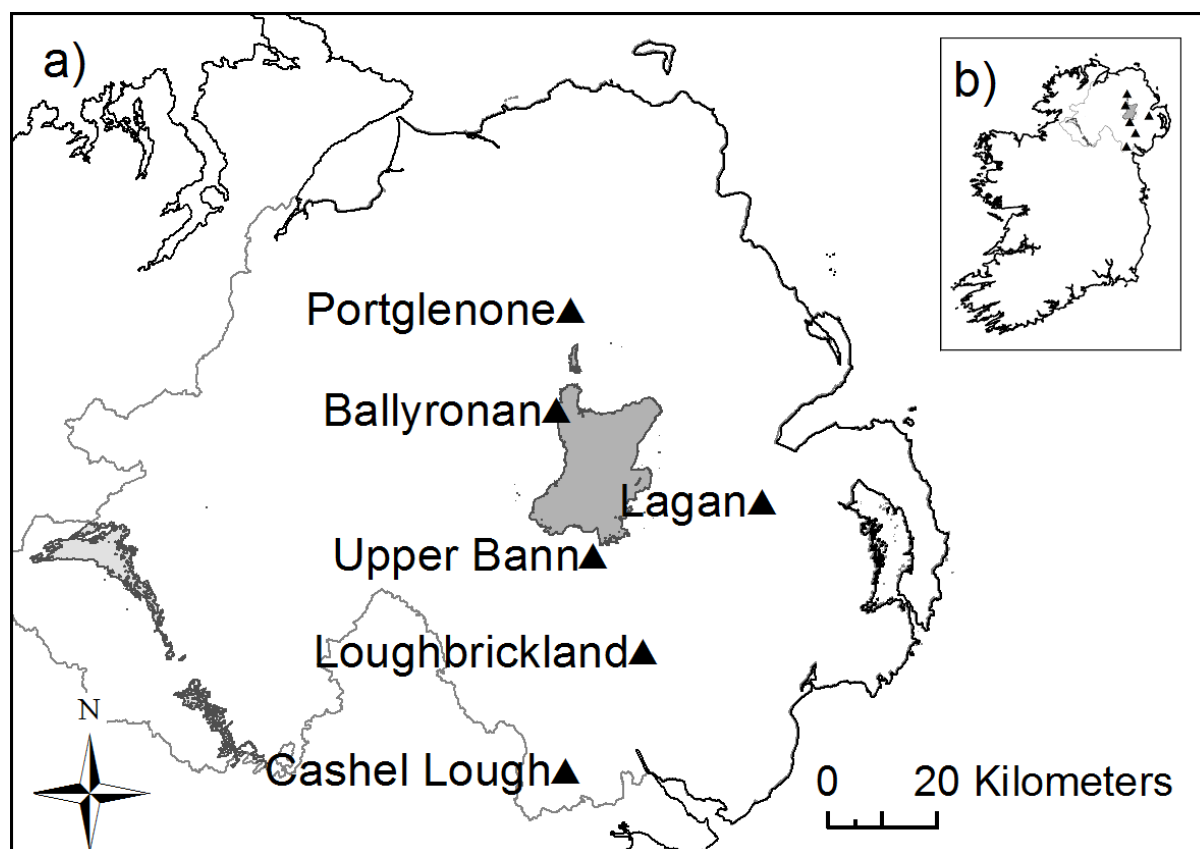 a)
b)
Portglenone
Ballyronan
Lagan
Upper Bann
Loughbrickland
N
Cashel Lough
0 20 Kilometers